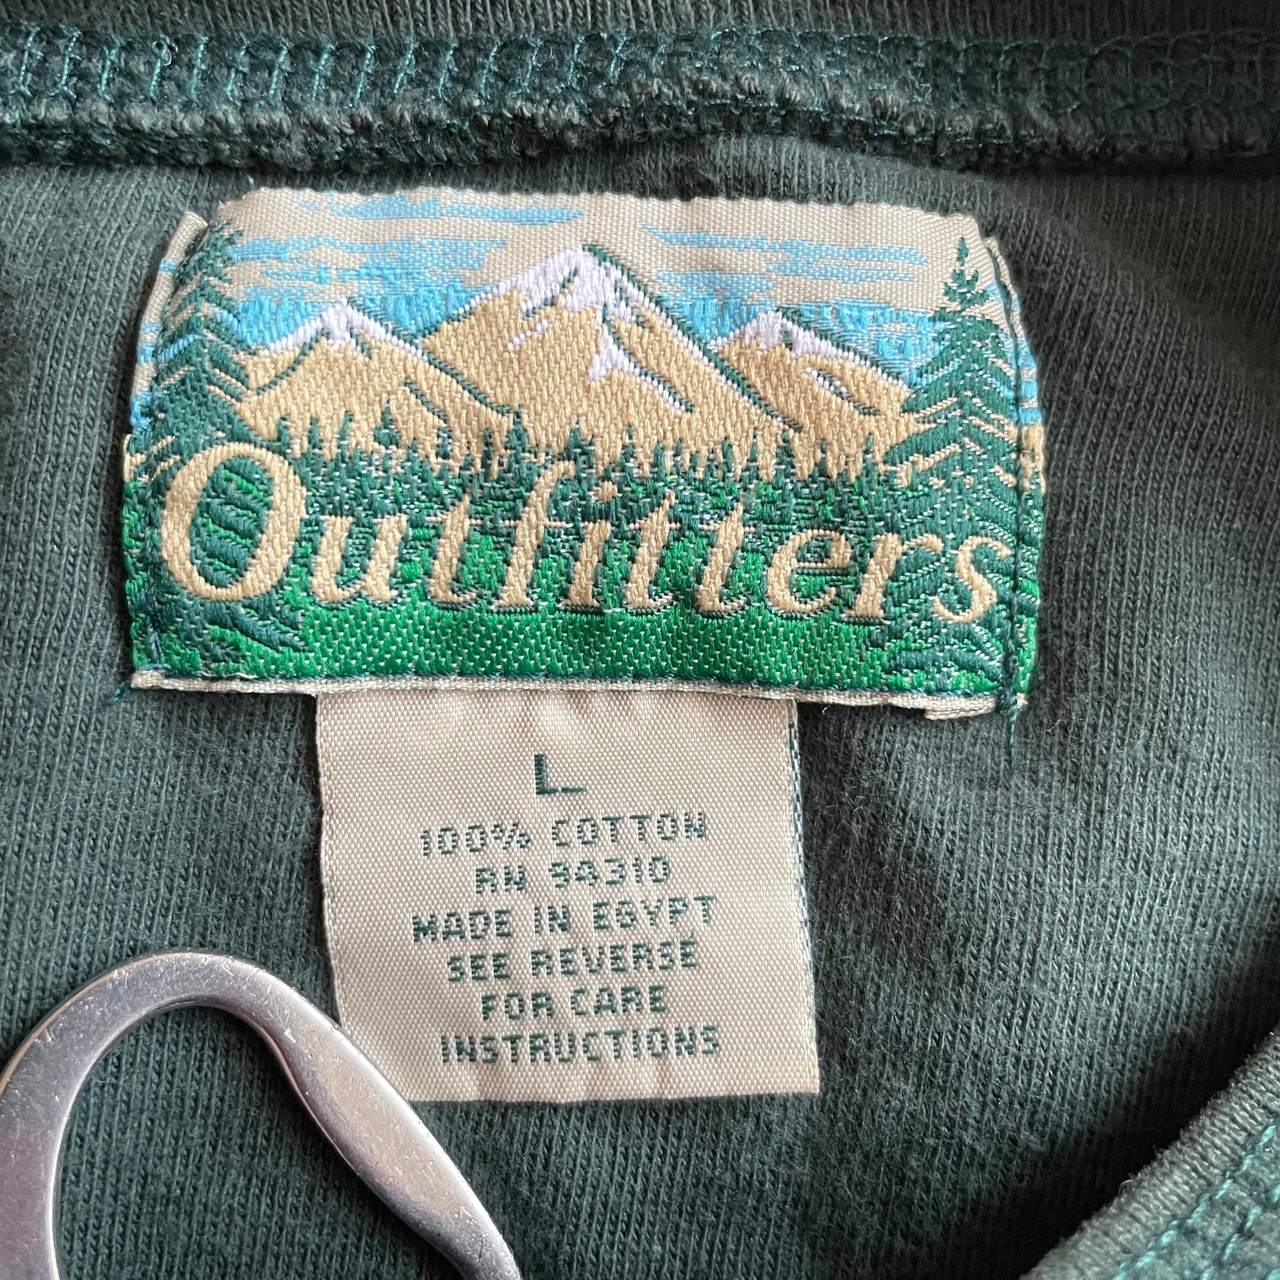 Outfitters
L
100% COTTON
RN 94310
MADE IN EGYPT
SEE REVERSE
FOR CARE
INSTRUCTIONS